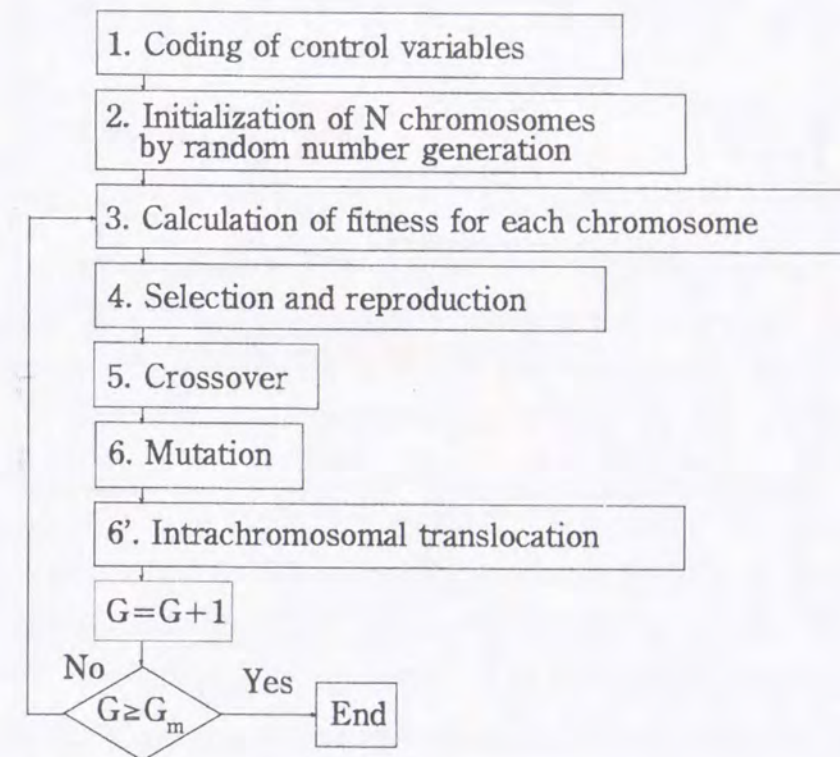 1. Coding of control variables
2. Initialization of N chromosomes
by random number generation
3. Calculation of fitness for each chromosome
4. Selection and reproduction
5. Crossover
6. Mutation
6'. Intrachromosomal translocation
G=G+1
No
Yes
G≥Gm
End